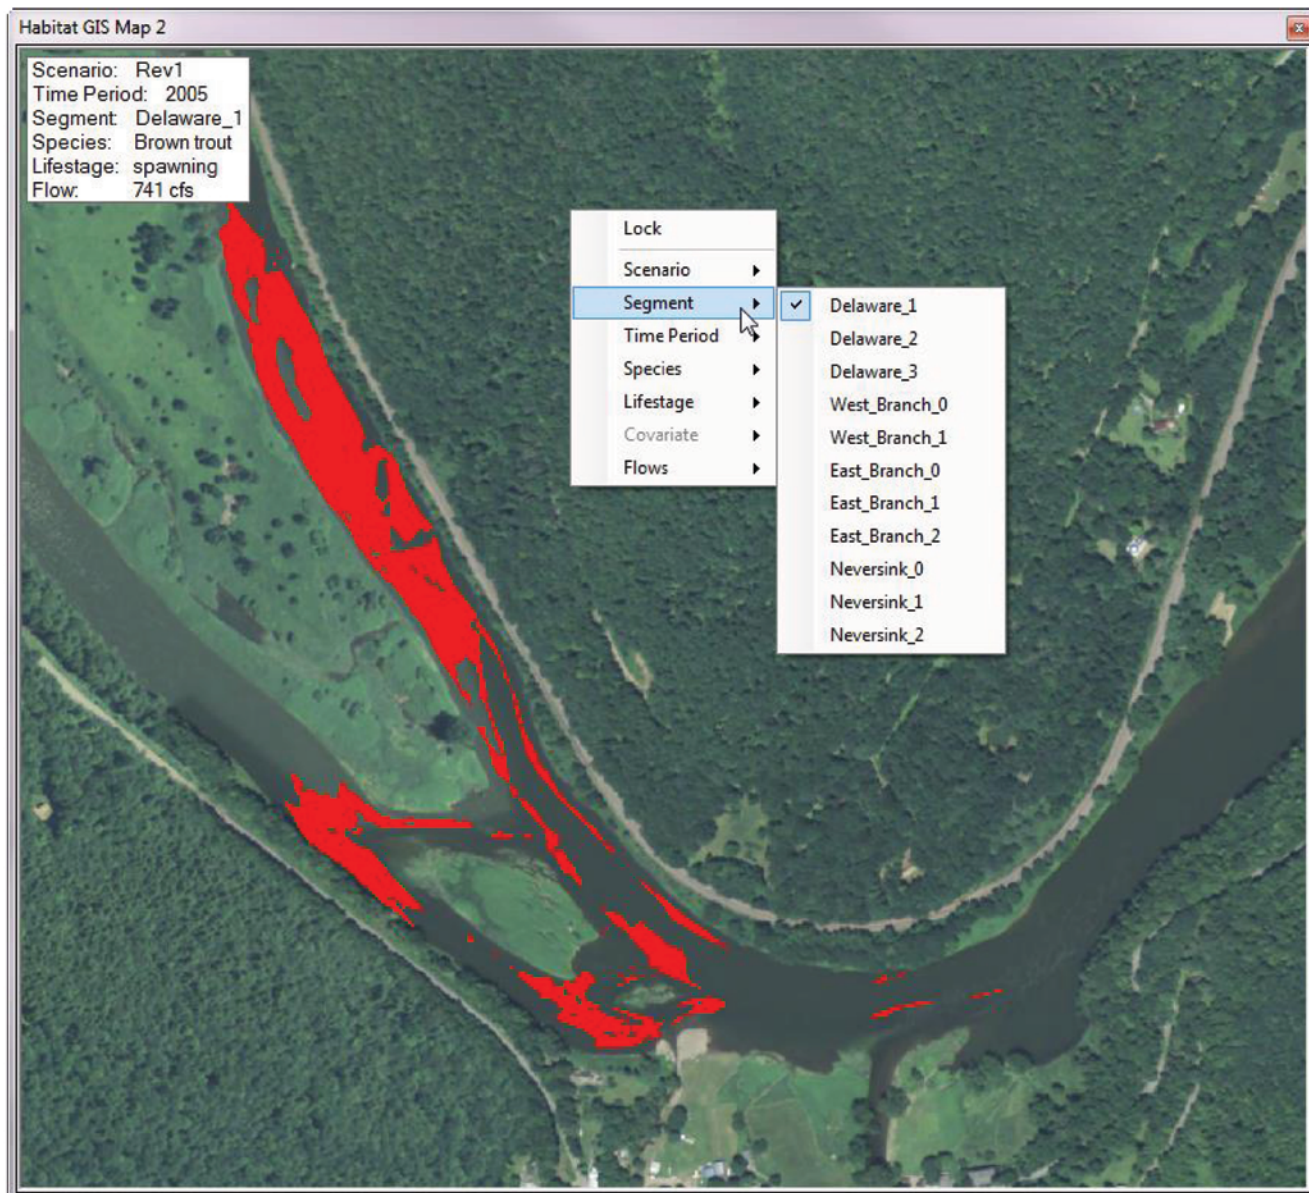 Habitat GIS Map 2
Scenario: Rev1
Time Period: 2005
Segment: Delaware_1
Species: Brown trout
Lifestage: spawning
Flow: 741 cfs
Lock
Scenario
Segment
Time Period
Species
Lifestage
Covariate
Flows
Delaware_1
Delaware_2
Delaware_3
West_Branch_0
West_Branch_1
East_Branch_0
East_Branch_1
East_Branch_2
Neversink_0
Neversink_1
Neversink_2